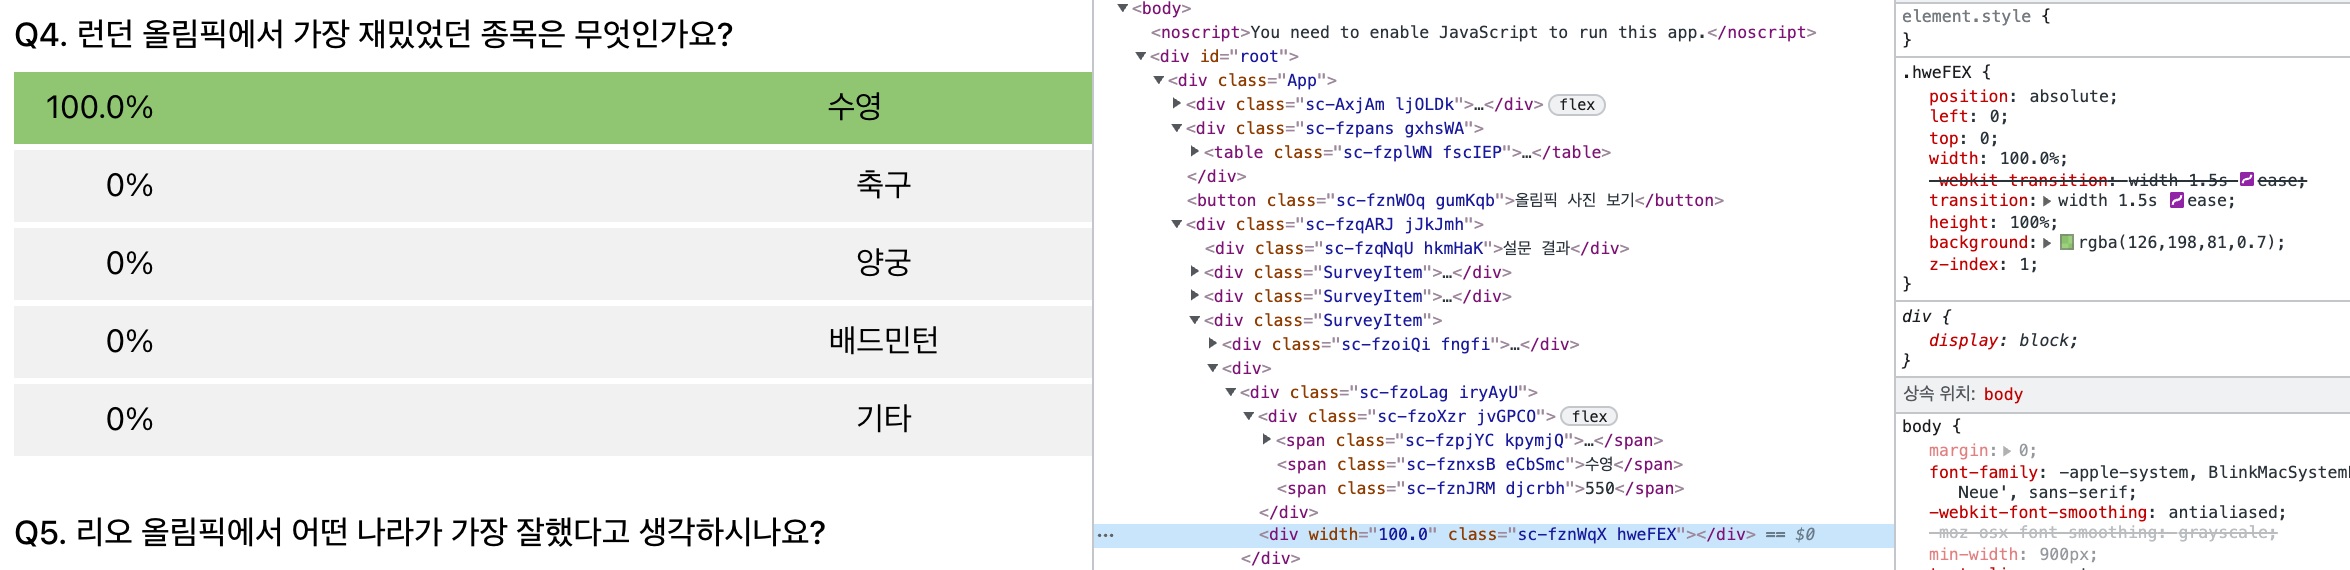 Q4. 런던 올림픽에서 가장 재밌었던 종목은 무엇인가요?
100.0% 수영
0% 축구
0% 양궁
0% 배드민턴
0% 기타
Q5. 리오 올림픽에서 어떤 나라가 가장 잘했다고 생각하시나요?
▼<body>
<noscript>You need to enable JavaScript to run this app.</noscript>
▼<div id="root">
▼<div class="App">
▶<div class="sc-AxjAm ljOLDk">…</div> flex
▼<div class="sc-fzpans gxhsWA">
▶<table class="sc-fzplWN fscIEP">…</table>
</div>
<button class="sc-fznWOq gumKqb">올림픽 사진 보기</button>
▼<div class="sc-fzqARJ jJkJmh">
<div class="sc-fzqNqU hkmHaK">설문 결과</div>
▶<div class="SurveyItem">…</div>
▶<div class="SurveyItem">…</div>
▼<div class="SurveyItem">
▶<div class="sc-fzoiQi fngfi">…</div>
▼<div>
▼<div class="sc-fzoLag iryAyU">
▼<div class="sc-fzoXzr jvGPCO"> flex
▶<span class="sc-fzpjYC kpymjQ">…</span>
<span class="sc-fznxsB eCbSmc">수영</span>
<span class="sc-fznJRM djcrbh">550</span>
</div>
… <div width="100.0" class="sc-fznWqX hweFEX"></div> == $0
</div>
element.style {
}
.hweFEX {
position: absolute;
left: 0;
top: 0;
width: 100.0%;
-webkit-transition: width 1.5s ease;
transition: ▶ width 1.5s ease;
height: 100%;
background: ▶ rgba(126,198,81,0.7);
z-index: 1;
}
div {
display: block;
}
상속 위치: body
body {
margin: ▶ 0;
font-family: -apple-system, BlinkMacSystem
Neue', sans-serif;
-webkit-font-smoothing: antialiased;
-moz-osx-font-smoothing: grayscale;
min-width: 900px;